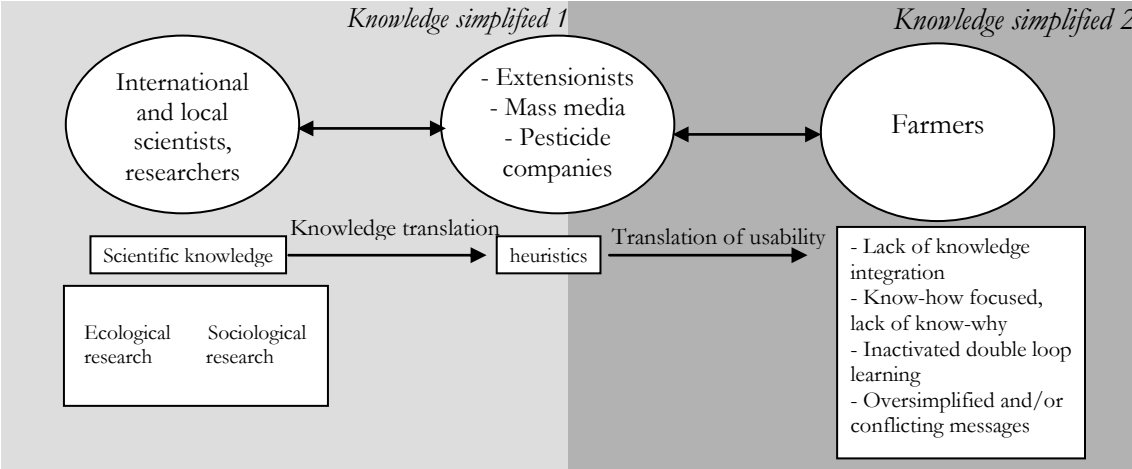 Knowledge simplified 1
Knowledge simplified 2
International
and local
scientists,
researchers
- Extensionists
- Mass media
- Pesticide
companies
Farmers
Knowledge translation
Translation of usability
Scientific knowledge
heuristics
Ecological
research
Sociological
research
- Lack of knowledge
integration
- Know-how focused,
lack of know-why
- Inactivated double loop
learning
- Oversimplified and/or
conflicting messages